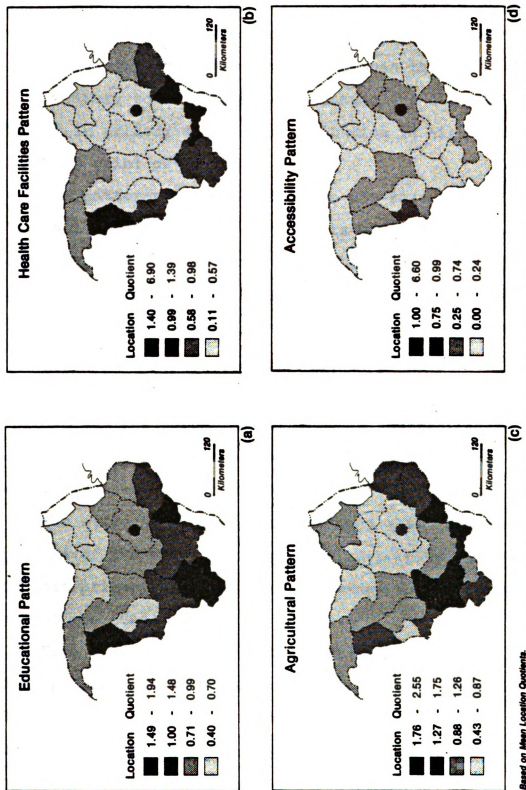 Educational Pattern
Location Quotient
1.49 - 1.94
1.00 - 1.48
0.71 - 0.99
0.40 - 0.70
0 120
Kilometers
(a)
Health Care Facilities Pattern
Location Quotient
1.40 - 6.90
0.99 - 1.39
0.58 - 0.98
0.11 - 0.57
0 120
Kilometers
(b)
Agricultural Pattern
Location Quotient
1.76 - 2.55
1.27 - 1.75
0.88 - 1.26
0.43 - 0.87
0 120
Kilometers
(c)
Accessibility Pattern
Location Quotient
1.00 - 6.60
0.75 - 0.99
0.25 - 0.74
0.00 - 0.24
0 120
Kilometers
(d)
Based on Mean Location Quotients.